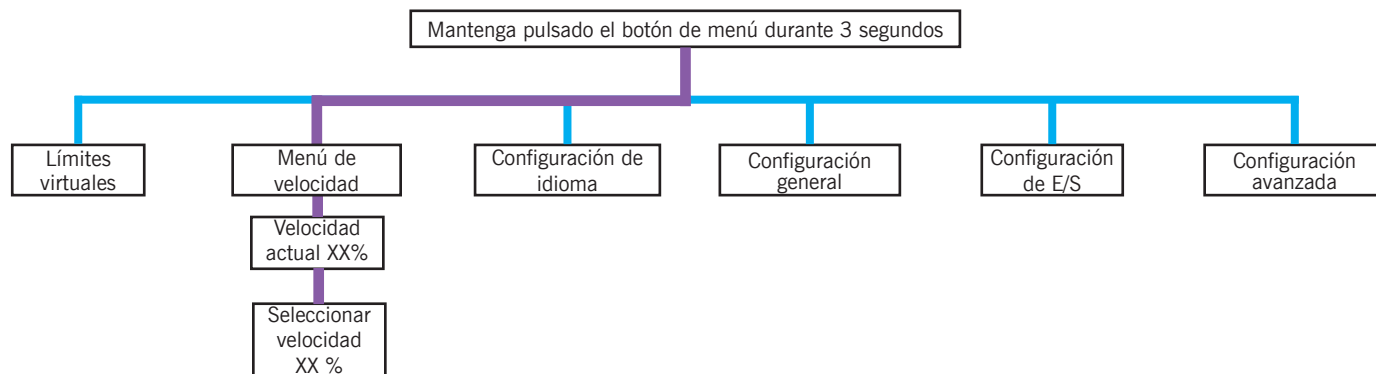 Mantenga pulsado el botón de menú durante 3 segundos
Límites
virtuales
Menú de
velocidad
Configuración de
idioma
Configuración
general
Configuración
de E/S
Configuración
avanzada
Velocidad
actual XX%
Seleccionar
velocidad
XX %